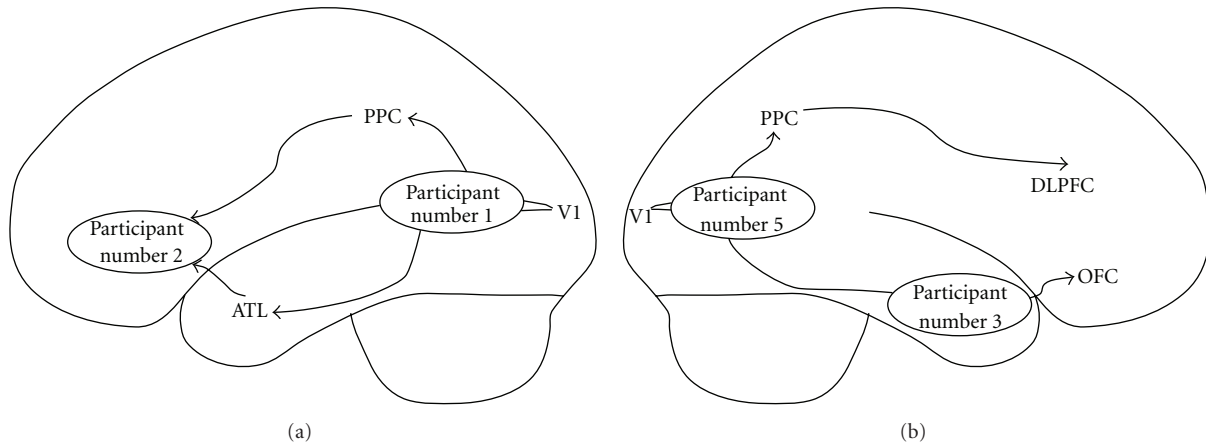 PPC
Participant
number 1
V1
Participant
number 2
ATL
(a)
PPC
DLPFC
V1
Participant
number 5
OFC
Participant
number 3
(b)